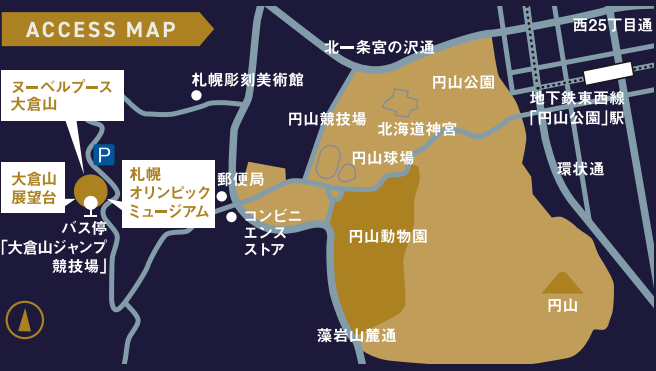 ACCESS MAP
西25丁目通
北一条宮の沢通
ヌーベルプース
大倉山
札幌彫刻美術館
円山公園
地下鉄東西線
「円山公園」駅
円山競技場
北海道神宮
P
円山球場
環状通
大倉山
展望台
札幌
オリンピック
ミュージアム
郵便局
コンビニ
エンス
ストア
バス停
「大倉山ジャンプ
競技場」
円山動物園
円山
藻岩山麓通